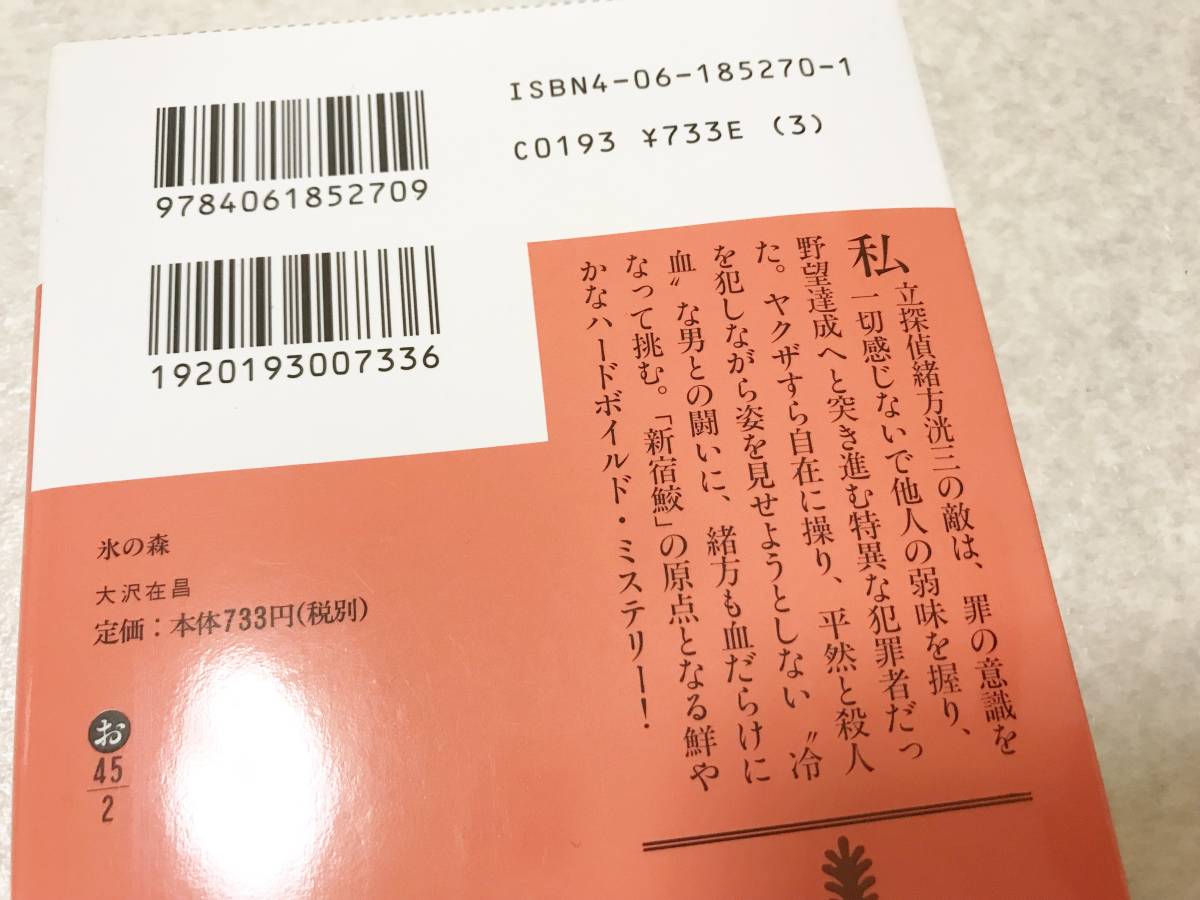 ISBN4-06-185270-1
C0193 ¥733E (3)
9784061852709
1920193007336
私立探偵緒方洸三の敵は、罪の意識を
一切感じないで他人の弱味を握り、
野望達成へと突き進む特異な犯罪者だっ
た。ヤクザすら自在に操り、平然と殺人
を犯しながら姿を見せようとしない〝冷
血〟な男との闘いに、緒方も血だらけに
なって挑む。「新宿鮫」の原点となる鮮や
かなハードボイルド・ミステリー！
氷の森
大沢在昌
定価：本体733円(税別)
お
45
2